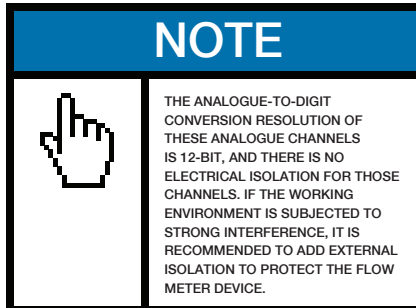 NOTE
THE ANALOGUE-TO-DIGIT
CONVERSION RESOLUTION OF
THESE ANALOGUE CHANNELS
IS 12-BIT, AND THERE IS NO
ELECTRICAL ISOLATION FOR THOSE
CHANNELS. IF THE WORKING
ENVIRONMENT IS SUBJECTED TO
STRONG INTERFERENCE, IT IS
RECOMMENDED TO ADD EXTERNAL
ISOLATION TO PROTECT THE FLOW
METER DEVICE.